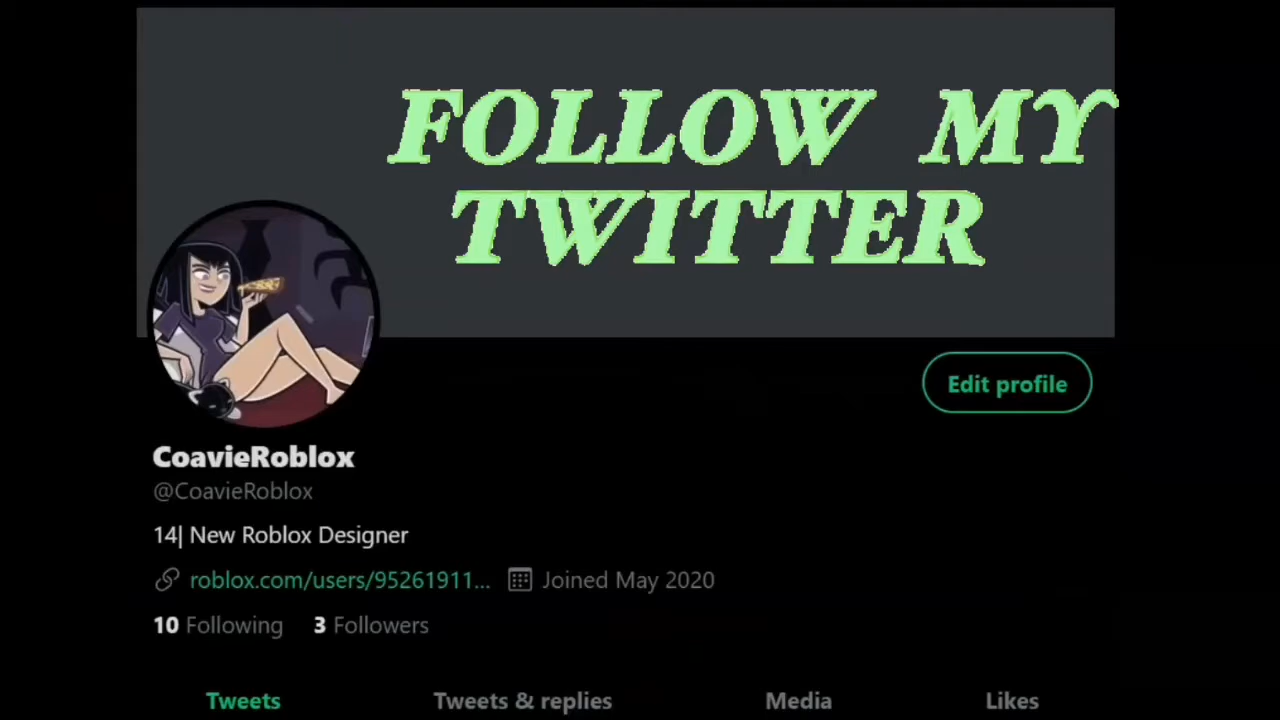 FOLLOW MY
TWITTER
Edit profile
CoavieRoblox
@CoavieRoblox
14| New Roblox Designer
roblox.com/users/95261911... Joined May 2020
10 Following 3 Followers
Tweets Tweets & replies Media Likes